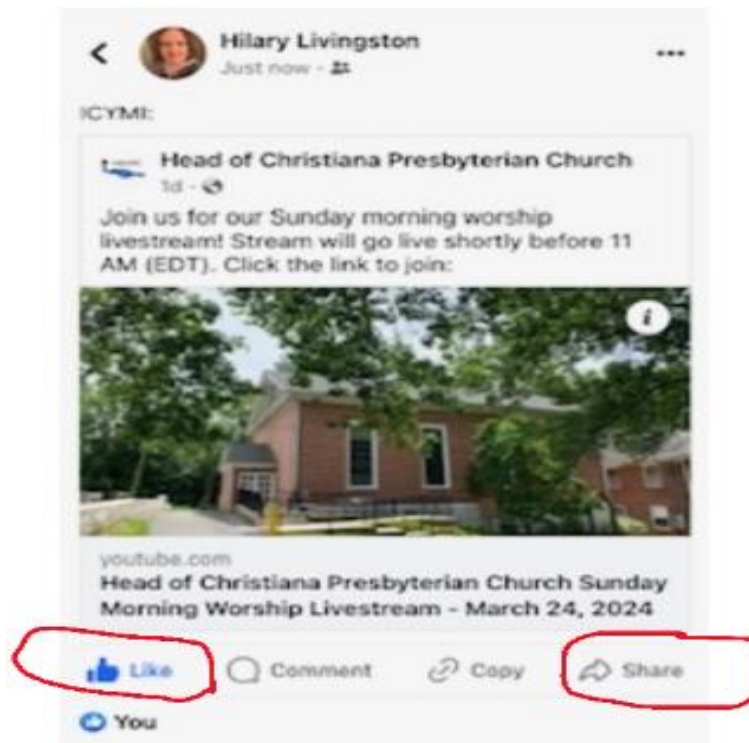 Hilary Livingston
Just now -
ICYMI:
Head of Christiana Presbyterian Church
1d -
Join us for our Sunday morning worship
livestream! Stream will go live shortly before 11
AM (EDT). Click the link to join:
i
youtube.com
Head of Christiana Presbyterian Church Sunday
Morning Worship Livestream - March 24, 2024
Like Comment Copy Share
You